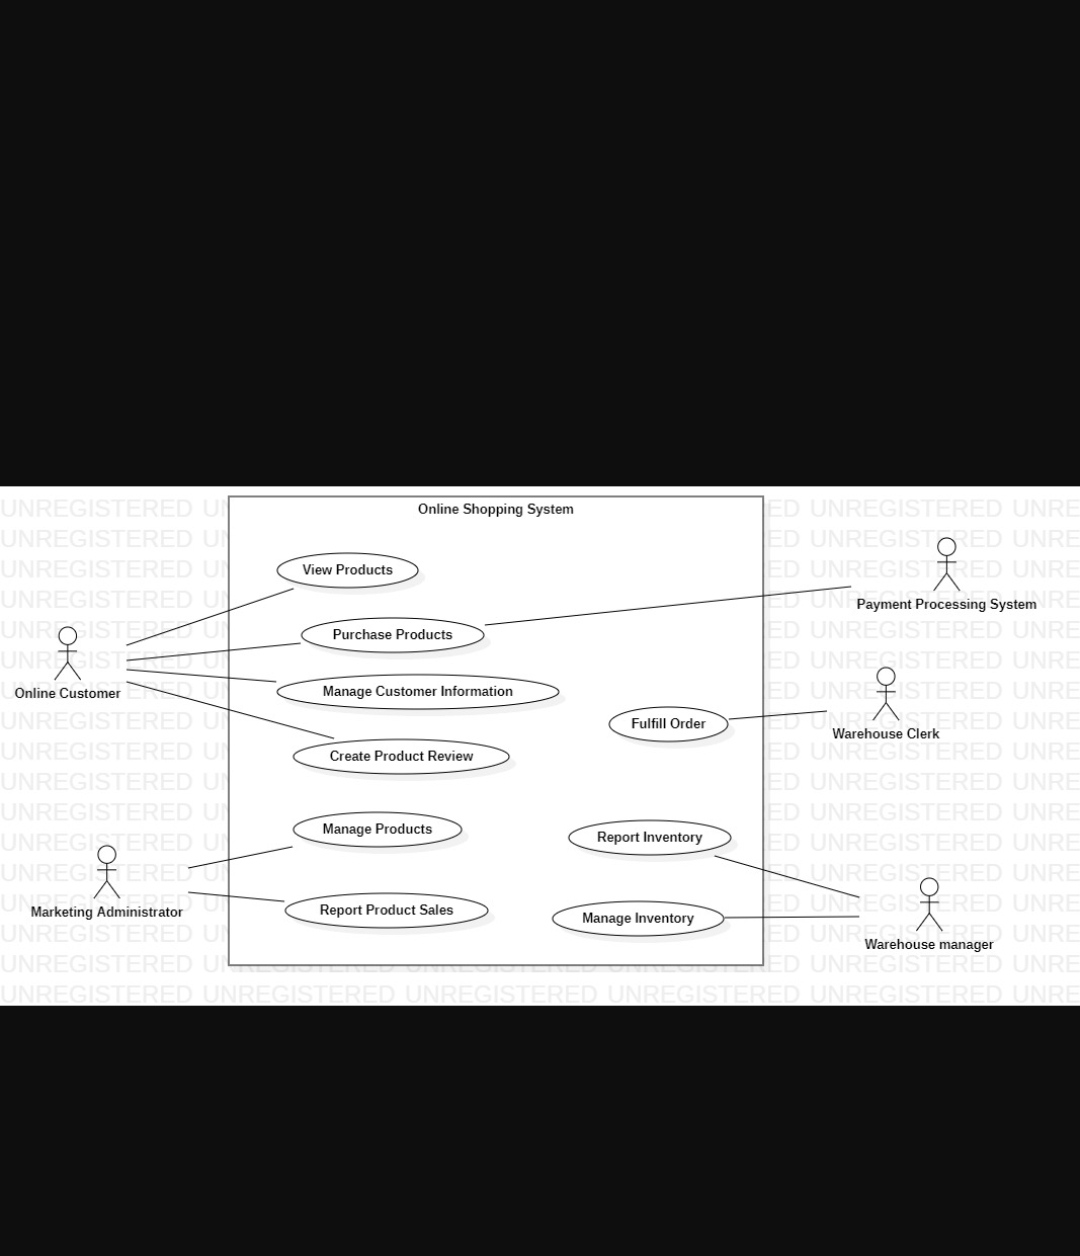 Online Shopping System
View Products
Purchase Products
Manage Customer Information
Create Product Review
Manage Products
Report Product Sales
Fulfill Order
Report Inventory
Manage Inventory
Online Customer
Marketing Administrator
Payment Processing System
Warehouse Clerk
Warehouse manager
UNREGISTERED UNREGISTERED UNREGISTERED UNREGISTERED UNREGISTERED